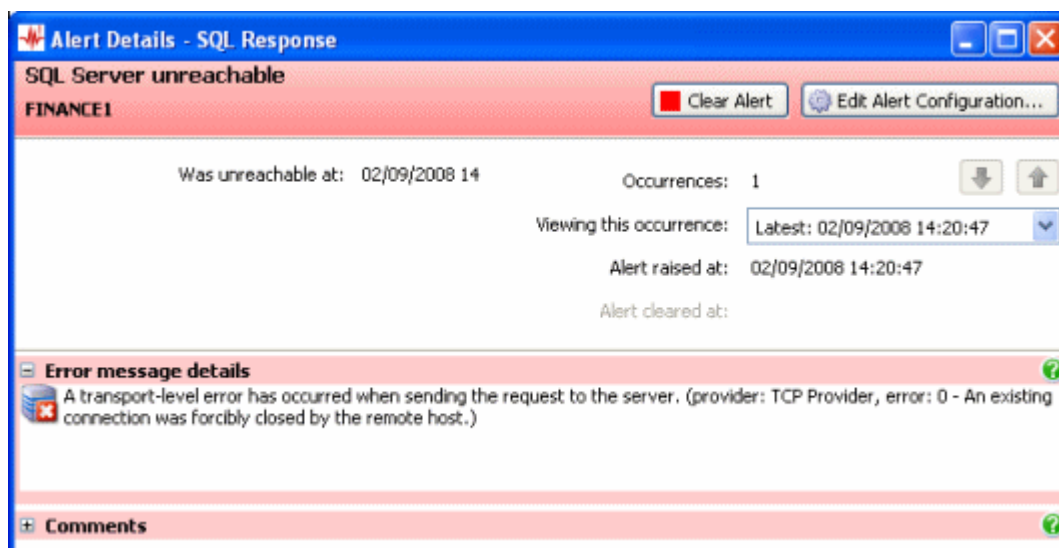 Alert Details - SQL Response
SQL Server unreachable
FINANCE1
Clear Alert
Edit Alert Configuration...
Was unreachable at: 02/09/2008 14
Occurrences: 1
Viewing this occurrence: Latest: 02/09/2008 14:20:47
Alert raised at: 02/09/2008 14:20:47
Alert cleared at:
Error message details
A transport-level error has occurred when sending the request to the server. (provider: TCP Provider, error: 0 - An existing
connection was forcibly closed by the remote host.)
Comments